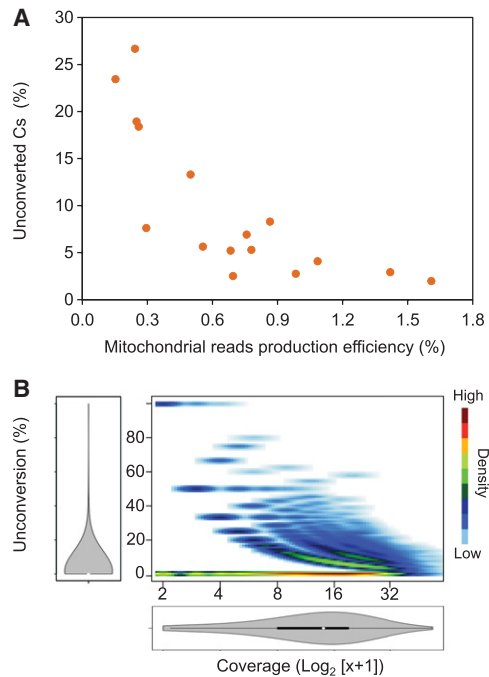 A
Unconverted Cs (%)
30
25
20
15
10
5
0
0.0 0.3 0.6 0.9 1.2 1.5 1.8
Mitochondrial reads production efficiency (%)
B
Unconversion (%)
80
60
40
20
0
2 4 8 16 32
High
Density
Low
Coverage (Log2 [x+1])